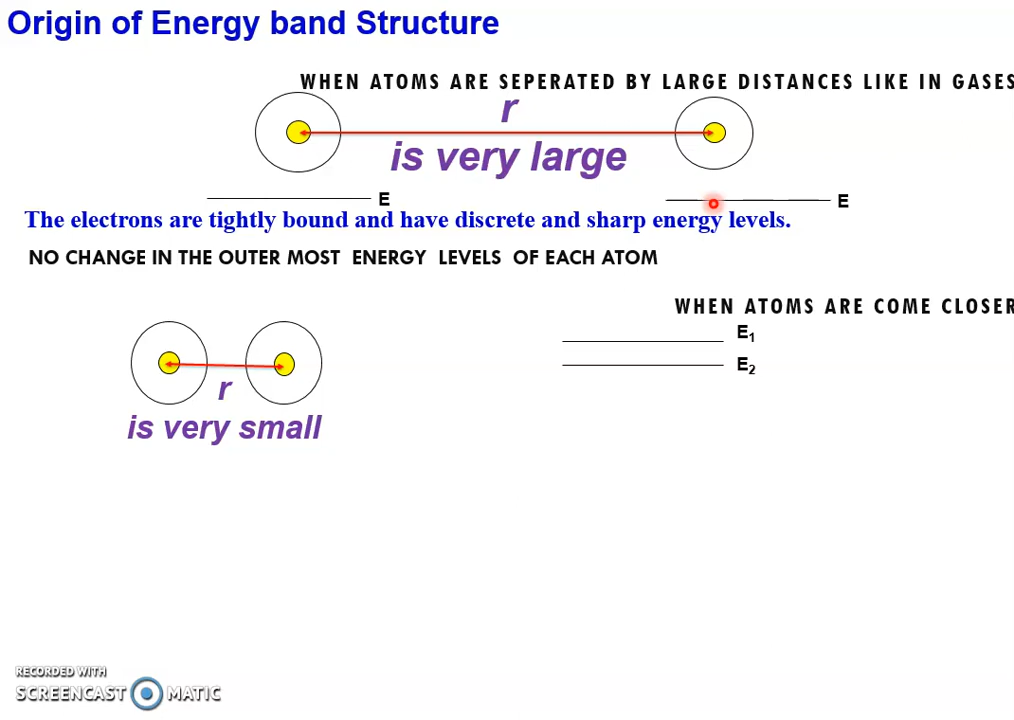 Origin of Energy band Structure
WHEN ATOMS ARE SEPERATED BY LARGE DISTANCES LIKE IN GASES
r
is very large
E
E
The electrons are tightly bound and have discrete and sharp energy levels.
NO CHANGE IN THE OUTER MOST ENERGY LEVELS OF EACH ATOM
WHEN ATOMS ARE COME CLOSER
E₁
E₂
r
is very small
RECORDED WITH
SCREENCAST MATIC